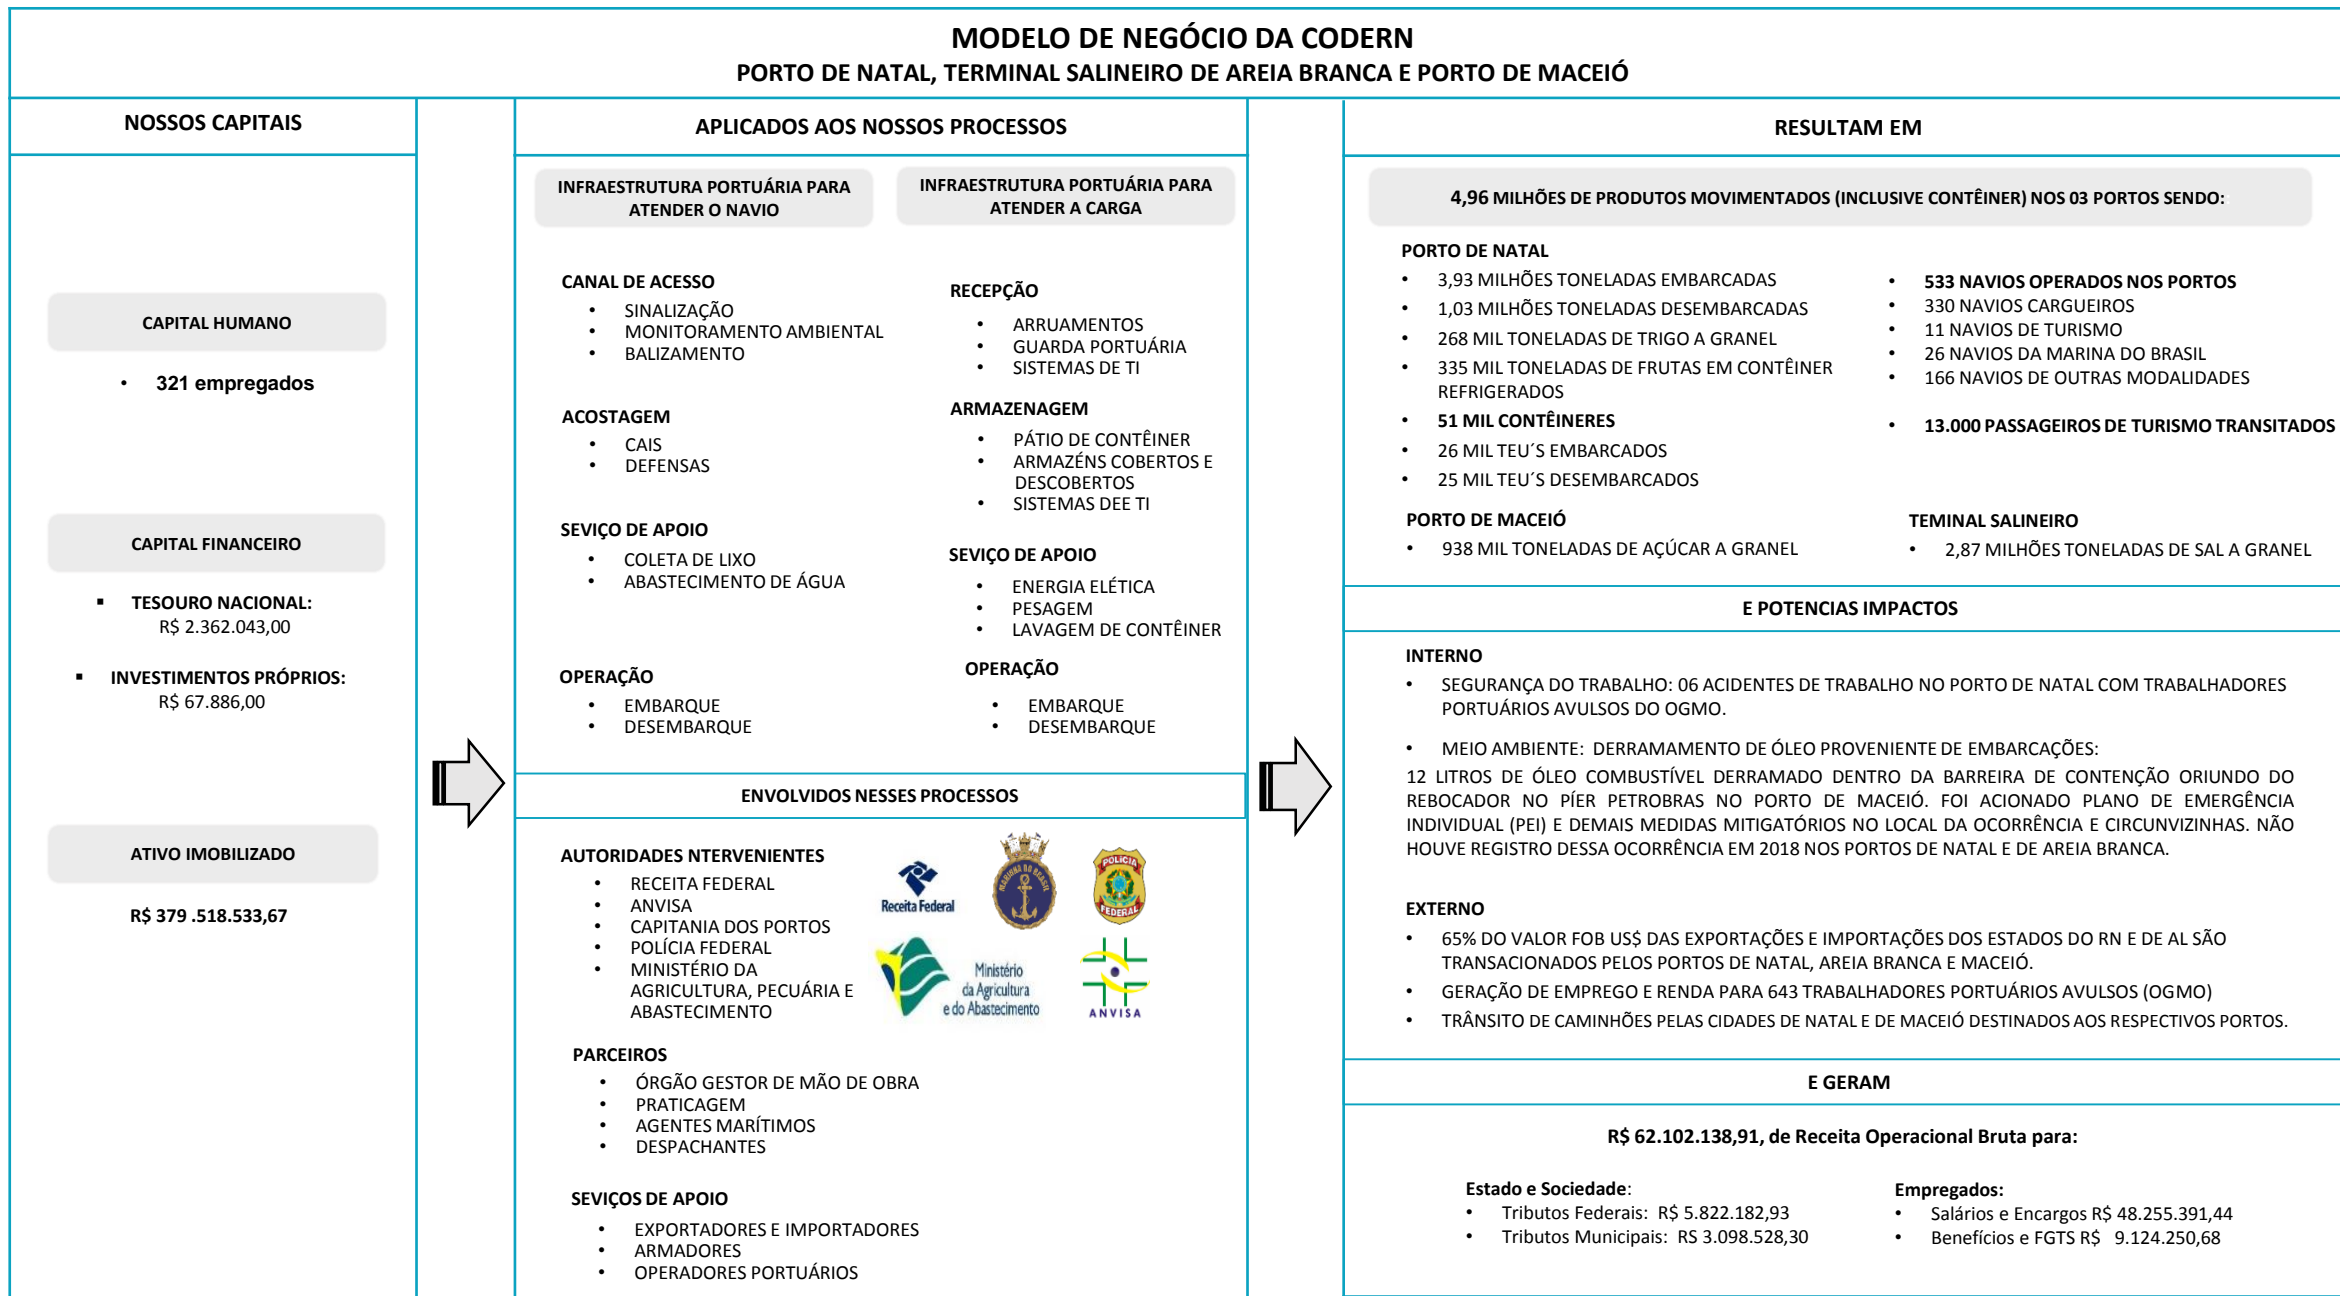 MODELO DE NEGÓCIO DA CODERN
PORTO DE NATAL, TERMINAL SALINEIRO DE AREIA BRANCA E PORTO DE MACEIÓ
NOSSOS CAPITAIS
CAPITAL HUMANO
• 321 empregados
CAPITAL FINANCEIRO
▪ TESOURO NACIONAL:
R$ 2.362.043,00
▪ INVESTIMENTOS PRÓPRIOS:
R$ 67.886,00
ATIVO IMOBILIZADO
R$ 379 .518.533,67
APLICADOS AOS NOSSOS PROCESSOS
INFRAESTRUTURA PORTUÁRIA PARA
ATENDER O NAVIO
CANAL DE ACESSO
• SINALIZAÇÃO
• MONITORAMENTO AMBIENTAL
• BALIZAMENTO
ACOSTAGEM
• CAIS
• DEFENSAS
SEVIÇO DE APOIO
• COLETA DE LIXO
• ABASTECIMENTO DE ÁGUA
OPERAÇÃO
• EMBARQUE
• DESEMBARQUE
INFRAESTRUTURA PORTUÁRIA PARA
ATENDER A CARGA
RECEPÇÃO
• ARRUAMENTOS
• GUARDA PORTUÁRIA
• SISTEMAS DE TI
ARMAZENAGEM
• PÁTIO DE CONTÊINER
• ARMAZÉNS COBERTOS E
DESCOBERTOS
• SISTEMAS DEE TI
SEVIÇO DE APOIO
• ENERGIA ELÉTICA
• PESAGEM
• LAVAGEM DE CONTÊINER
OPERAÇÃO
• EMBARQUE
• DESEMBARQUE
ENVOLVIDOS NESSES PROCESSOS
AUTORIDADES NTERVENIENTES
• RECEITA FEDERAL
• ANVISA
• CAPITANIA DOS PORTOS
• POLÍCIA FEDERAL
• MINISTÉRIO DA
AGRICULTURA, PECUÁRIA E
ABASTECIMENTO
Receita Federal
MARINHA DO BRASIL
POLÍCIA
FEDERAL
Ministério
da Agricultura
e do Abastecimento
ANVISA
PARCEIROS
• ÓRGÃO GESTOR DE MÃO DE OBRA
• PRATICAGEM
• AGENTES MARÍTIMOS
• DESPACHANTES
SEVIÇOS DE APOIO
• EXPORTADORES E IMPORTADORES
• ARMADORES
• OPERADORES PORTUÁRIOS
RESULTAM EM
4,96 MILHÕES DE PRODUTOS MOVIMENTADOS (INCLUSIVE CONTÊINER) NOS 03 PORTOS SENDO:
PORTO DE NATAL
• 3,93 MILHÕES TONELADAS EMBARCADAS
• 1,03 MILHÕES TONELADAS DESEMBARCADAS
• 268 MIL TONELADAS DE TRIGO A GRANEL
• 335 MIL TONELADAS DE FRUTAS EM CONTÊINER
REFRIGERADOS
• 51 MIL CONTÊINERES
• 26 MIL TEU´S EMBARCADOS
• 25 MIL TEU´S DESEMBARCADOS
• 533 NAVIOS OPERADOS NOS PORTOS
• 330 NAVIOS CARGUEIROS
• 11 NAVIOS DE TURISMO
• 26 NAVIOS DA MARINA DO BRASIL
• 166 NAVIOS DE OUTRAS MODALIDADES
• 13.000 PASSAGEIROS DE TURISMO TRANSITADOS
PORTO DE MACEIÓ
• 938 MIL TONELADAS DE AÇÚCAR A GRANEL
TEMINAL SALINEIRO
• 2,87 MILHÕES TONELADAS DE SAL A GRANEL
E POTENCIAS IMPACTOS
INTERNO
• SEGURANÇA DO TRABALHO: 06 ACIDENTES DE TRABALHO NO PORTO DE NATAL COM TRABALHADORES
PORTUÁRIOS AVULSOS DO OGMO.
• MEIO AMBIENTE: DERRAMAMENTO DE ÓLEO PROVENIENTE DE EMBARCAÇÕES:
12 LITROS DE ÓLEO COMBUSTÍVEL DERRAMADO DENTRO DA BARREIRA DE CONTENÇÃO ORIUNDO DO
REBOCADOR NO PÍER PETROBRAS NO PORTO DE MACEIÓ. FOI ACIONADO PLANO DE EMERGÊNCIA
INDIVIDUAL (PEI) E DEMAIS MEDIDAS MITIGATÓRIOS NO LOCAL DA OCORRÊNCIA E CIRCUNVIZINHAS. NÃO
HOUVE REGISTRO DESSA OCORRÊNCIA EM 2018 NOS PORTOS DE NATAL E DE AREIA BRANCA.
EXTERNO
• 65% DO VALOR FOB US$ DAS EXPORTAÇÕES E IMPORTAÇÕES DOS ESTADOS DO RN E DE AL SÃO
TRANSACIONADOS PELOS PORTOS DE NATAL, AREIA BRANCA E MACEIÓ.
• GERAÇÃO DE EMPREGO E RENDA PARA 643 TRABALHADORES PORTUÁRIOS AVULSOS (OGMO)
• TRÂNSITO DE CAMINHÕES PELAS CIDADES DE NATAL E DE MACEIÓ DESTINADOS AOS RESPECTIVOS PORTOS.
E GERAM
R$ 62.102.138,91, de Receita Operacional Bruta para:
Estado e Sociedade:
• Tributos Federais: R$ 5.822.182,93
• Tributos Municipais: RS 3.098.528,30
Empregados:
• Salários e Encargos R$ 48.255.391,44
• Benefícios e FGTS R$ 9.124.250,68